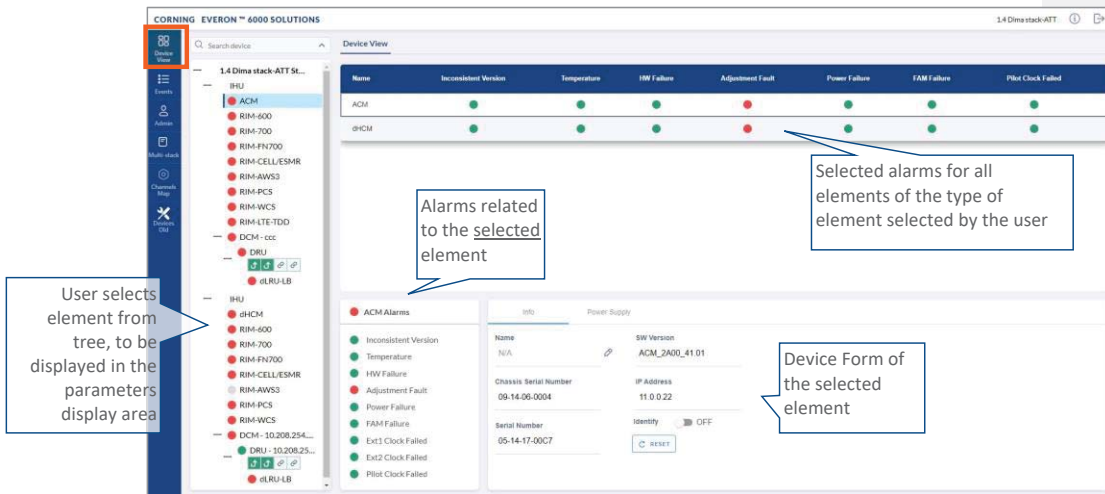 CORNING EVERON ™ 6000 SOLUTIONS
1.4 Dima stack-ATT
Device View
Events
Admin
Multi-stack
Channels Map
Devices Old
Search device
1.4 Dima stack-ATT St...
IHU
ACM
RIM-600
RIM-700
RIM-FN700
RIM-CELL/ESMR
RIM-AWS3
RIM-PCS
RIM-WCS
RIM-LTE-TDD
DCM - ccc
DRU
dLRU-LB
IHU
dHCM
RIM-600
RIM-700
RIM-FN700
RIM-CELL/ESMR
RIM-AWS3
RIM-PCS
RIM-WCS
DCM - 10.208.254....
DRU - 10.208.25...
dLRU-LB
User selects
element from
tree, to be
displayed in the
parameters
display area
Device View
Name Inconsistent Version Temperature HW Failure Adjustment Fault Power Failure FAM Failure Pilot Clock Failed
ACM
dHCM
Selected alarms for all
elements of the type of
element selected by the user
Alarms related
to the selected
element
ACM Alarms
Inconsistent Version
Temperature
HW Failure
Adjustment Fault
Power Failure
FAM Failure
Ext1 Clock Failed
Ext2 Clock Failed
Pilot Clock Failed
Info Power Supply
Name SW Version
N/A ACM_2A00_41.01
Chassis Serial Number IP Address
09-14-06-0004 11.0.0.22
Serial Number Identify OFF
05-14-17-00C7 RESET
Device Form of
the selected
element